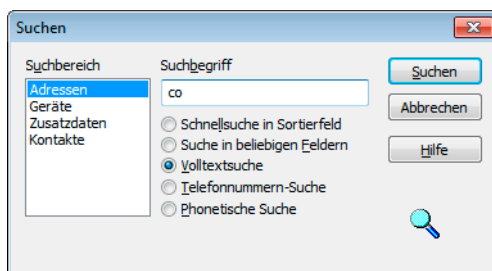 Suchen
Suchbereich
Adressen
Geräte
Zusatzdaten
Kontakte
Suchbegriff
co
Schnellsuche in Sortierfeld
Suche in beliebigen Feldern
Volltextsuche
Telefonnummern-Suche
Phonetische Suche
Suchen
Abbrechen
Hilfe